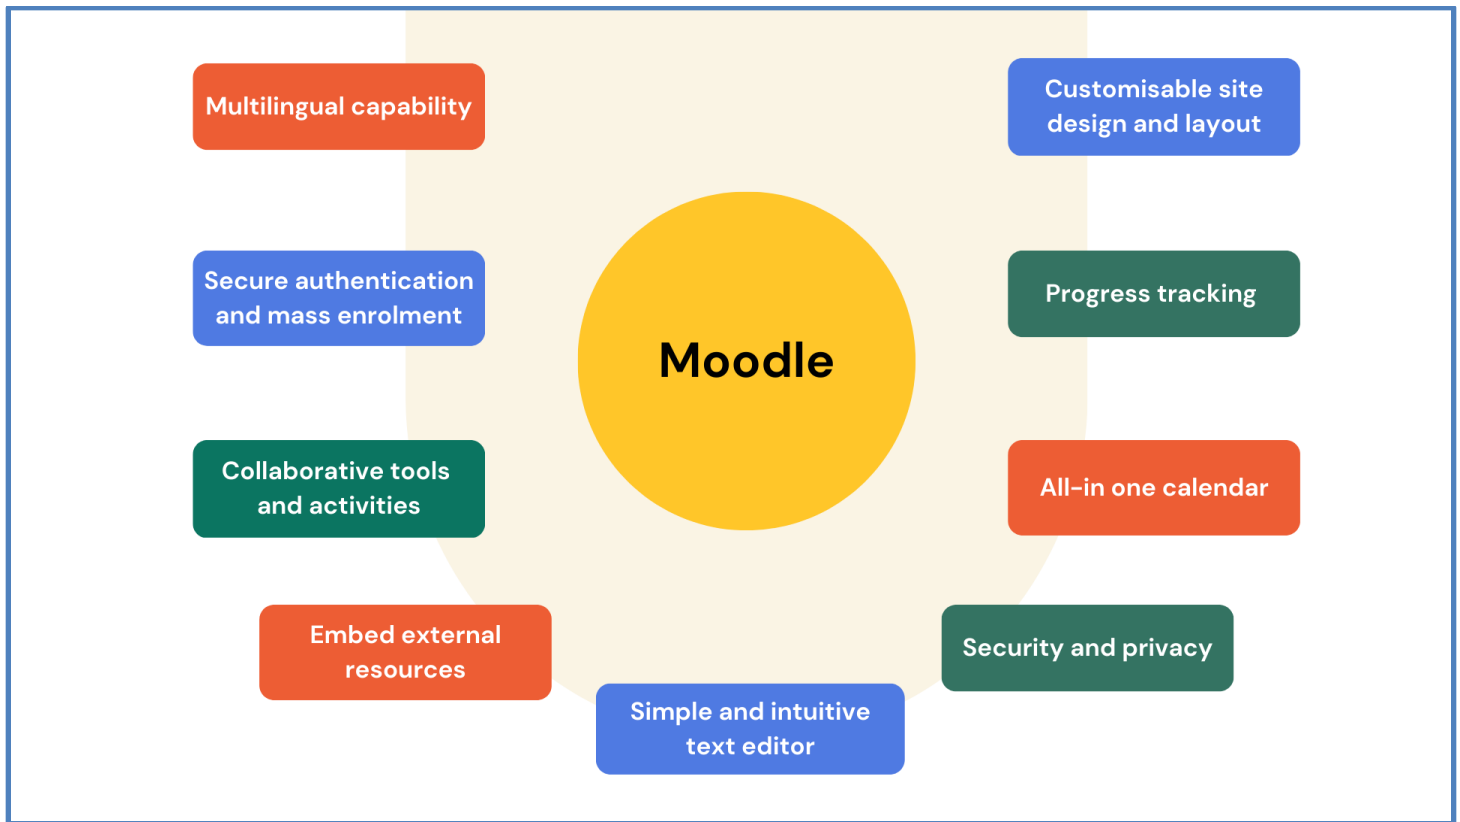 Multilingual capability
Customisable site
design and layout
Secure authentication
and mass enrolment
Progress tracking
Moodle
Collaborative tools
and activities
All-in one calendar
Embed external
resources
Security and privacy
Simple and intuitive
text editor